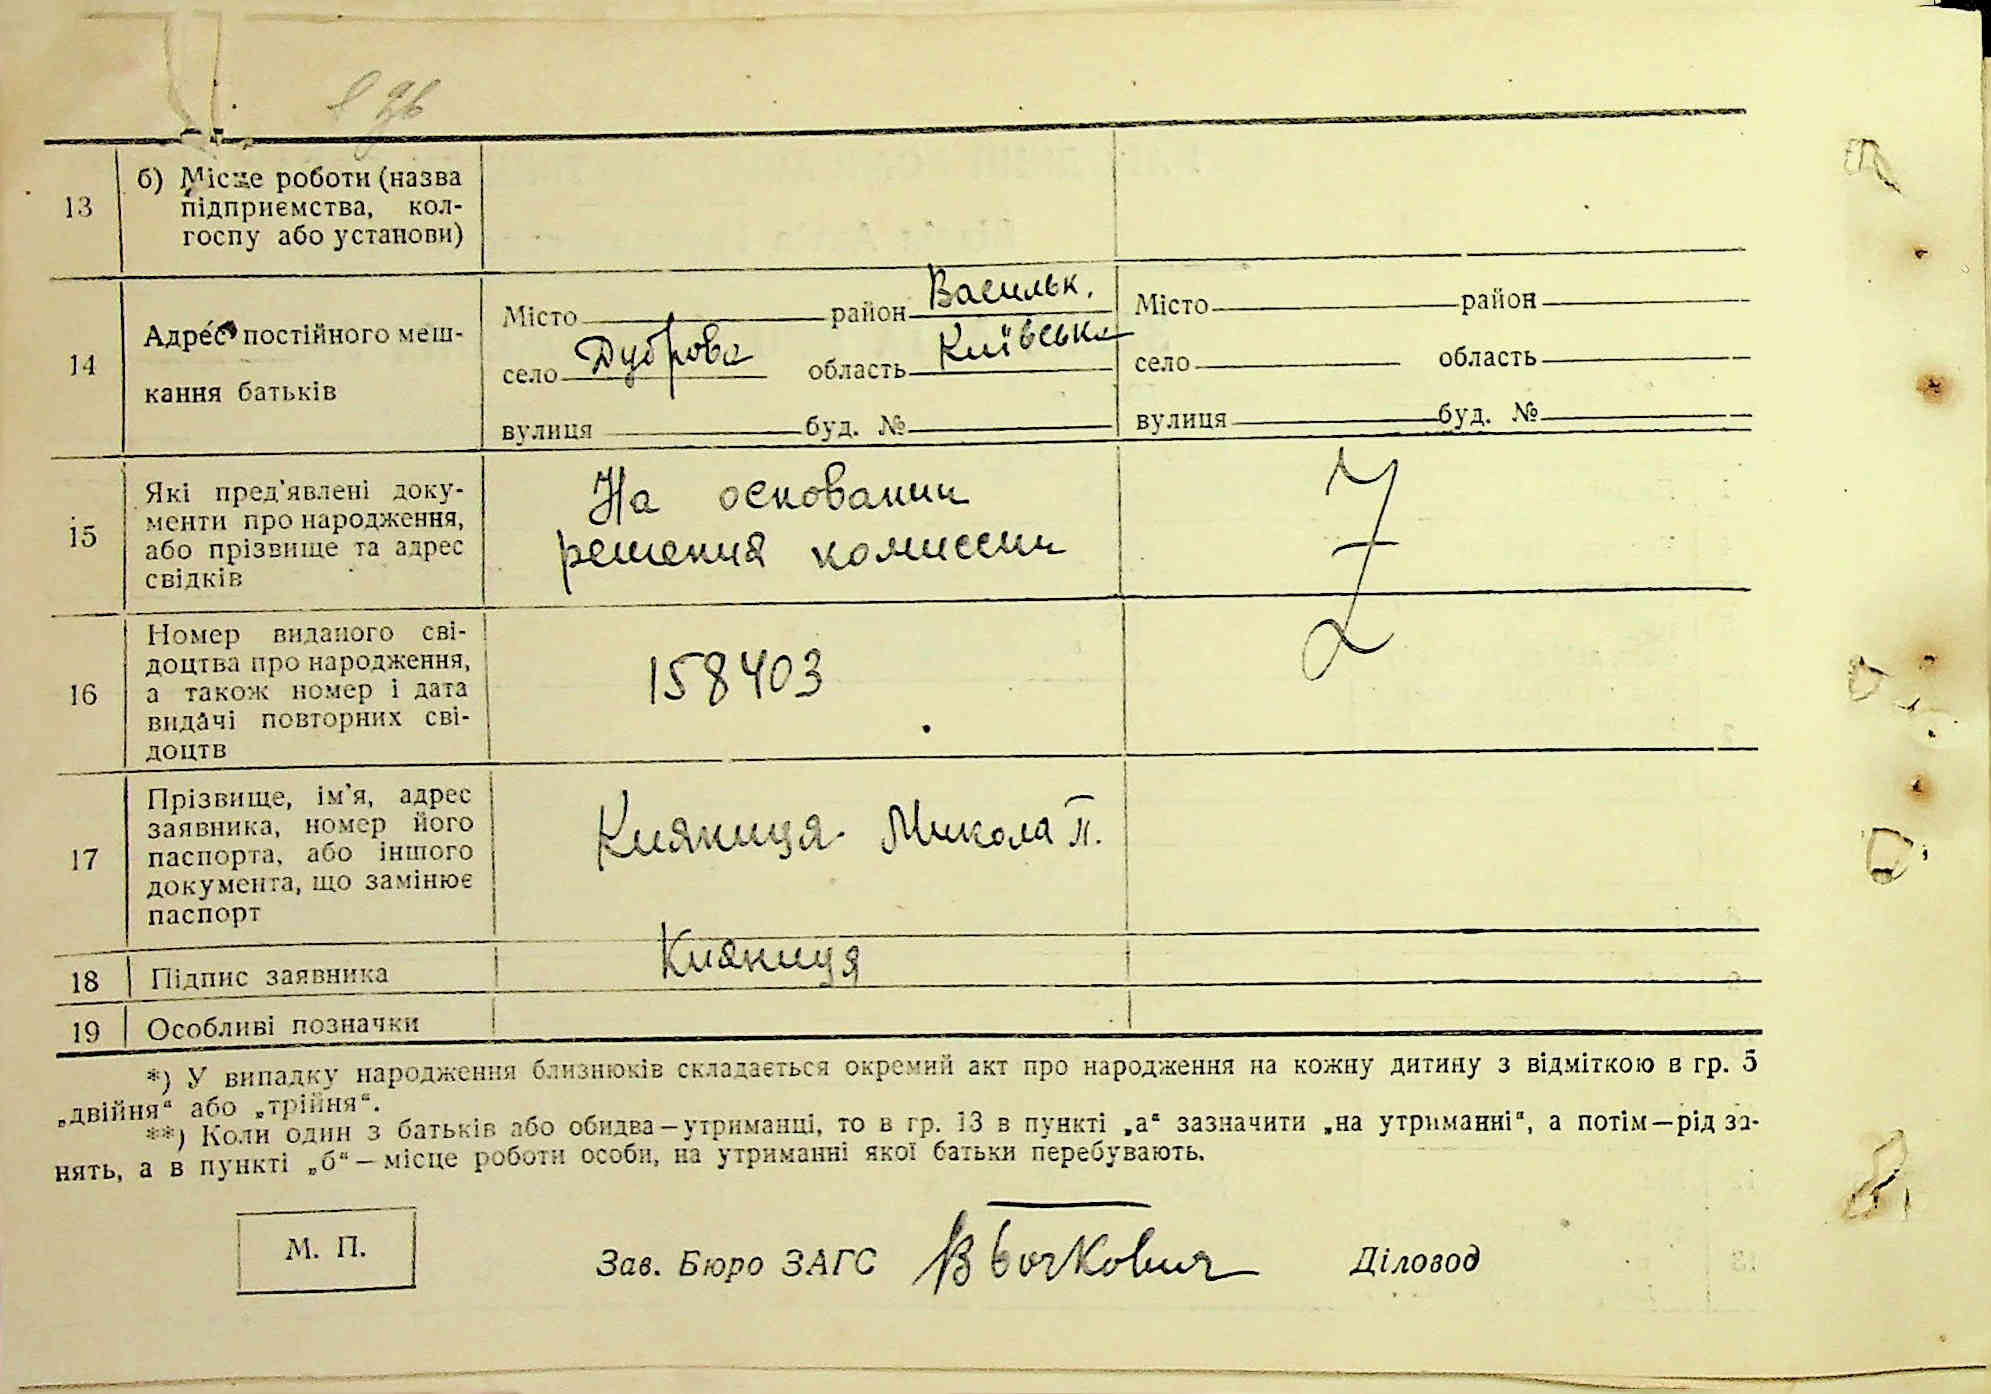 13
б) Місце роботи (назва
підприємства, кол-
госпу або установи)
14
Адрес постійного меш-
кання батьків
Місто район Васильк.
село Дуброва область Київська
вулиця буд. №
Місто район
село область
вулиця буд. №
15
Які пред'явлені доку-
менти про народження,
або прізвище та адрес
свідків
На основании
решения комиссии
16
Номер виданого сві-
доцтва про народження,
а також номер і дата
видачі повторних сві-
доцтв
158403
17
Прізвище, ім'я, адрес
заявника, номер його
паспорта, або іншого
документа, що замінює
паспорт
Кияниця Микола П.
18
Підпис заявника
Кияниця
19
Особливі позначки
*) У випадку народження близнюків складається окремий акт про народження на кожну дитину з відміткою в гр. 5
„двійня“ або „трійня“.
**) Коли один з батьків або обидва—утриманці, то в гр. 13 в пункті „а“ зазначити „на утриманні“, а потім—рід за-
нять, а в пункті „б“—місце роботи особи, на утриманні якої батьки перебувають.
М. П.
Зав. Бюро ЗАГС
Діловод